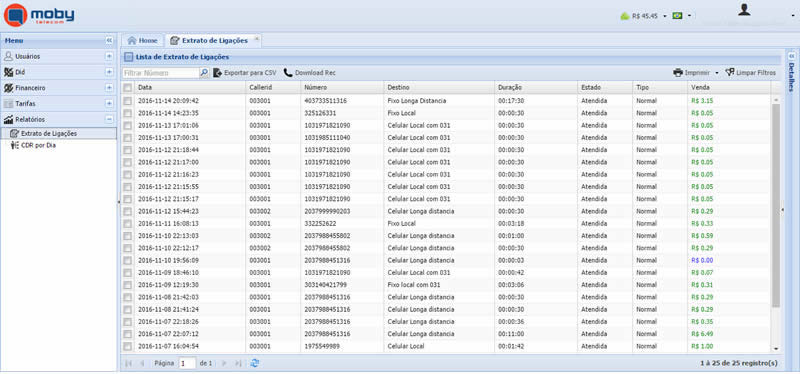 moby
telecom
R$ 45.45
Menu
Home
Extrato de Ligações
Usuários
Did
Financeiro
Tarifas
Relatórios
Extrato de Ligações
CDR por Dia
Lista de Extrato de Ligações
Filtrar Número
Exportar para CSV
Download Rec
Imprimir
Limpar Filtros
Detalhes
Data Callerid Número Destino Duração Estado Tipo Venda
2016-11-14 20:09:42 003001 403733511316 Fixo Longa Distancia 00:17:30 Atendida Normal R$ 3.15
2016-11-14 14:23:35 003001 325126331 Fixo Local 00:00:30 Atendida Normal R$ 0.05
2016-11-13 17:01:06 003001 1031971821090 Celular Local com 031 00:00:30 Atendida Normal R$ 0.05
2016-11-13 17:00:31 003001 1031985111040 Celular Local com 031 00:00:30 Atendida Normal R$ 0.05
2016-11-12 21:18:44 003001 1031971821090 Celular Local com 031 00:00:30 Atendida Normal R$ 0.05
2016-11-12 21:17:00 003001 1031971821090 Celular Local com 031 00:00:30 Atendida Normal R$ 0.05
2016-11-12 21:16:23 003001 1031971821090 Celular Local com 031 00:00:30 Atendida Normal R$ 0.05
2016-11-12 21:15:55 003001 1031971821090 Celular Local com 031 00:00:30 Atendida Normal R$ 0.05
2016-11-12 21:15:17 003001 1031971821090 Celular Local com 031 00:00:30 Atendida Normal R$ 0.05
2016-11-12 15:44:23 003002 2037999990203 Celular Longa distancia 00:00:30 Atendida Normal R$ 0.29
2016-11-11 16:08:13 003001 332252622 Fixo Local 00:03:18 Atendida Normal R$ 0.33
2016-11-10 22:13:03 003002 2037988455802 Celular Longa distancia 00:01:00 Atendida Normal R$ 0.59
2016-11-10 22:12:17 003001 2037988455802 Celular Longa distancia 00:00:30 Atendida Normal R$ 0.29
2016-11-10 19:56:09 003001 2037988451316 Celular Longa distancia 00:00:03 Atendida Normal R$ 0.00
2016-11-09 18:46:10 003001 1031971821090 Celular Local com 031 00:00:42 Atendida Normal R$ 0.07
2016-11-09 12:19:30 003001 303140421799 Fixo local com 031 00:03:06 Atendida Normal R$ 0.31
2016-11-08 21:42:03 003001 2037988451316 Celular Longa distancia 00:00:30 Atendida Normal R$ 0.29
2016-11-08 21:41:24 003001 2037988451316 Celular Longa distancia 00:00:30 Atendida Normal R$ 0.29
2016-11-07 22:18:26 003001 2037988451316 Celular Longa distancia 00:00:36 Atendida Normal R$ 0.35
2016-11-07 22:07:12 003001 2037988451316 Celular Longa distancia 00:11:00 Atendida Normal R$ 6.49
2016-11-07 16:04:54 003001 1975549989 Celular Local 00:01:42 Atendida Normal R$ 1.00
Página 1 de 1
1 à 25 de 25 registro(s)